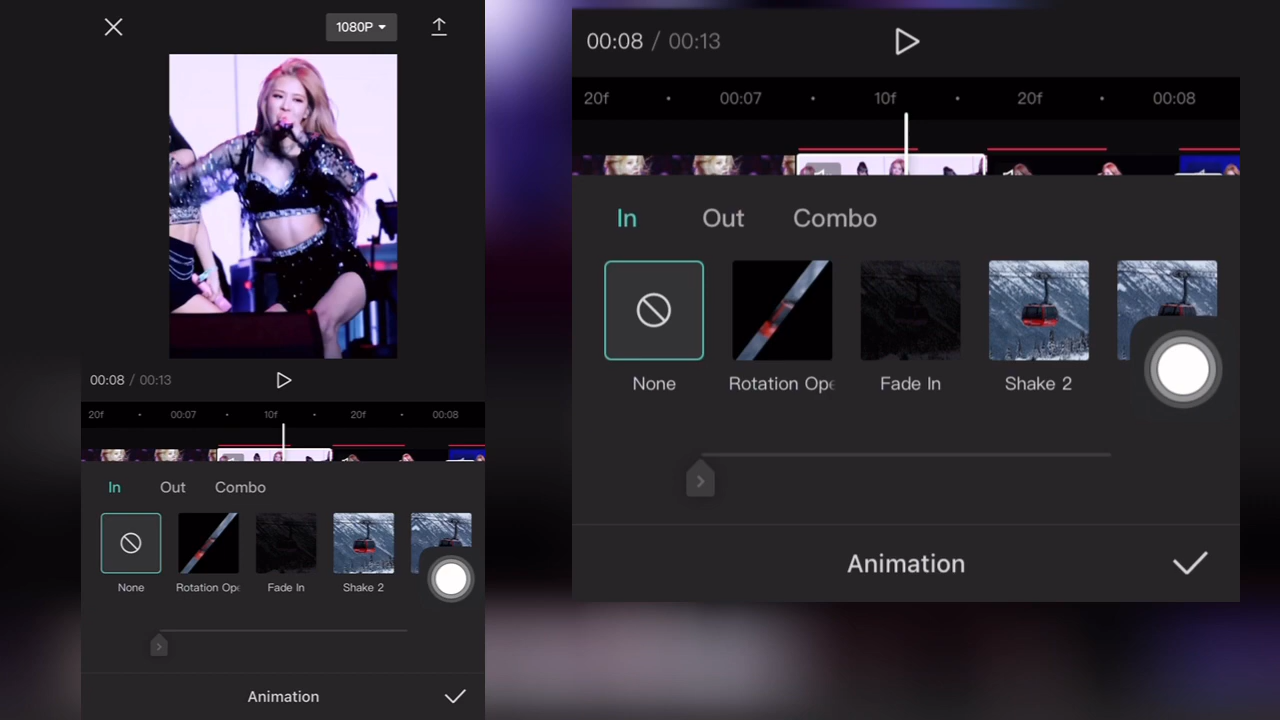 1080P
00:08 / 00:13
20f 00:07 10f 20f 00:08
In Out Combo
None Rotation Ope Fade In Shake 2
Animation
00:08 / 00:13
20f 00:07 10f 20f 00:08
In Out Combo
None Rotation Ope Fade In Shake 2
Animation